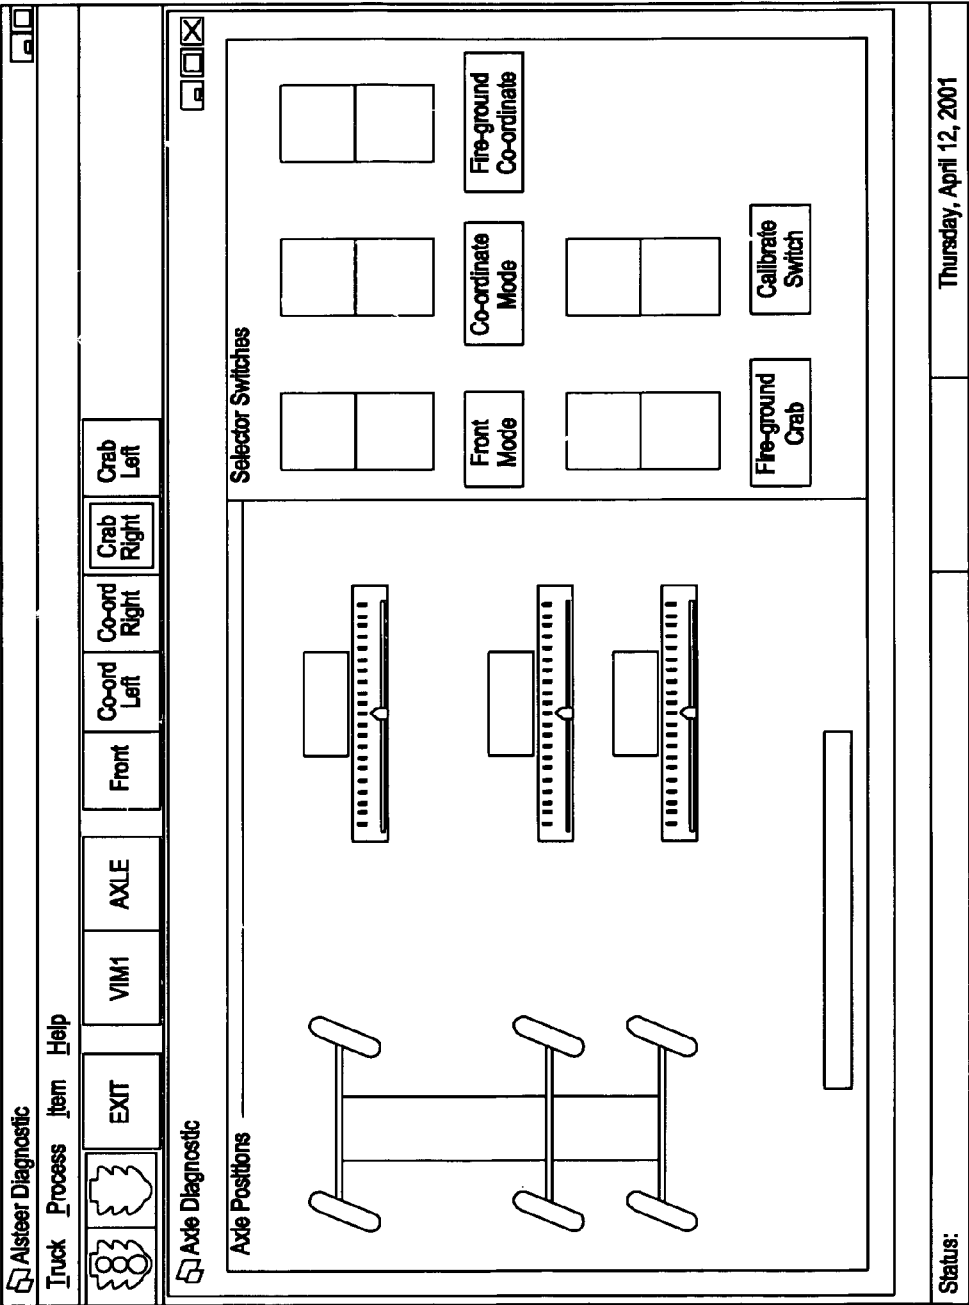 Alsteer Diagnostic
Truck Process Item Help
EXIT
VIM1
AXLE
Front
Co-ord
Left
Co-ord
Right
Crab
Right
Crab
Left
Axle Diagnostic
Axle Positions
Selector Switches
Front
Mode
Co-ordinate
Mode
Fire-ground
Co-ordinate
Fire-ground
Crab
Calibrate
Switch
Status:
Thursday, April 12, 2001